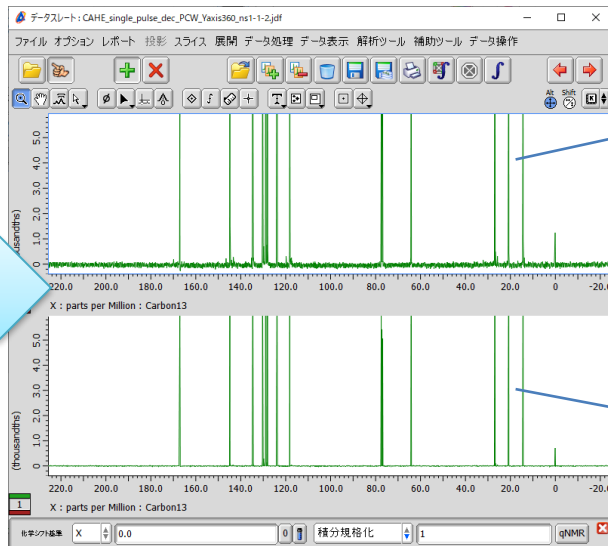 データスレート : CAHE_single_pulse_dec_PCW_Yaxis360_ns1-1-2.jdf
ファイル オプション レポート 投影 スライス 展開 データ処理 データ表示 解析ツール 補助ツール データ操作
Alt Shift
5.0
4.0
3.0
2.0
1.0
0
220.0 200.0 180.0 160.0 140.0 120.0 100.0 80.0 60.0 40.0 20.0 0 -20.0
X : parts per Million : Carbon13
5.0
4.0
3.0
2.0
1.0
0
(thousandths)
220.0 200.0 180.0 160.0 140.0 120.0 100.0 80.0 60.0 40.0 20.0 0 -20.0
1
X : parts per Million : Carbon13
化学シフト基準 X 0.0 0 積分規格化 1 qNMR